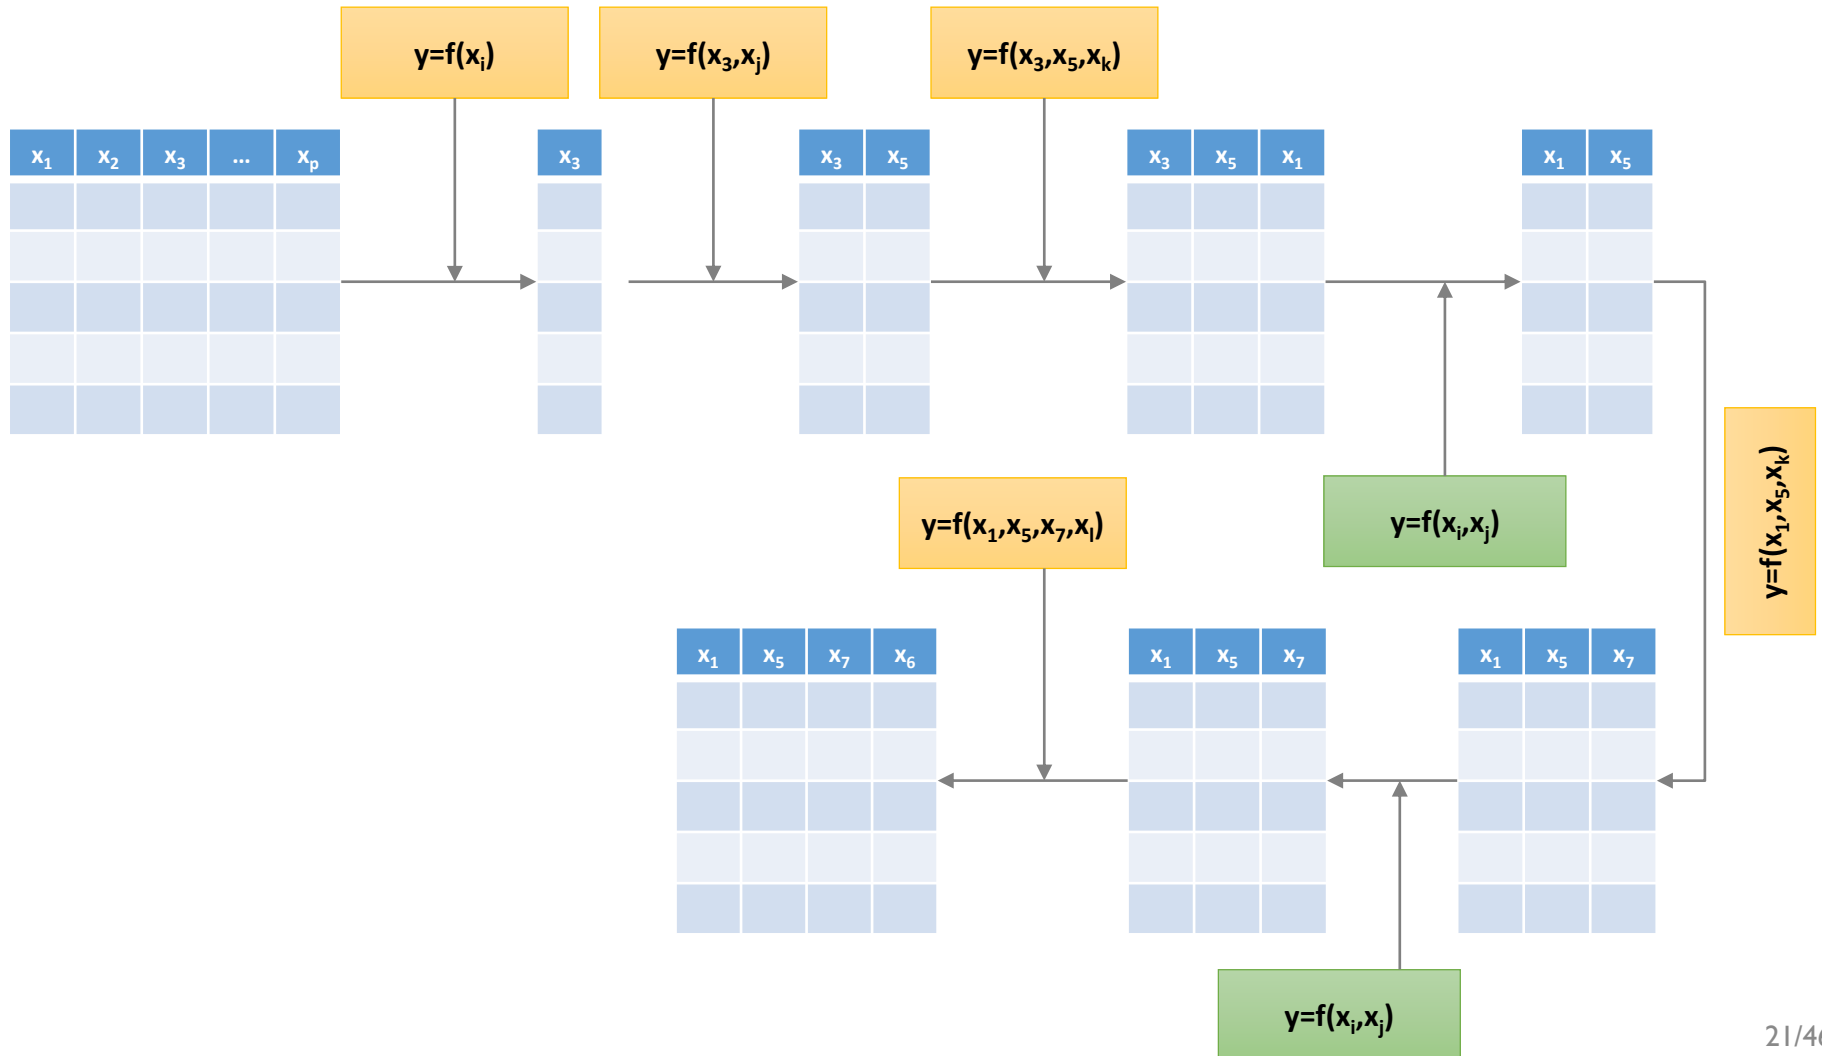 y=f(xᵢ)
y=f(x₃,xⱼ)
y=f(x₃,x₅,xₖ)
x₁ x₂ x₃ ... xₚ
x₃
x₃ x₅
x₃ x₅ x₁
x₁ x₅
y=f(x₁,x₅,xₖ)
y=f(x₁,x₅,x₇,xₗ)
y=f(xᵢ,xⱼ)
x₁ x₅ x₇ x₆
x₁ x₅ x₇
x₁ x₅ x₇
y=f(xᵢ,xⱼ)
21/46